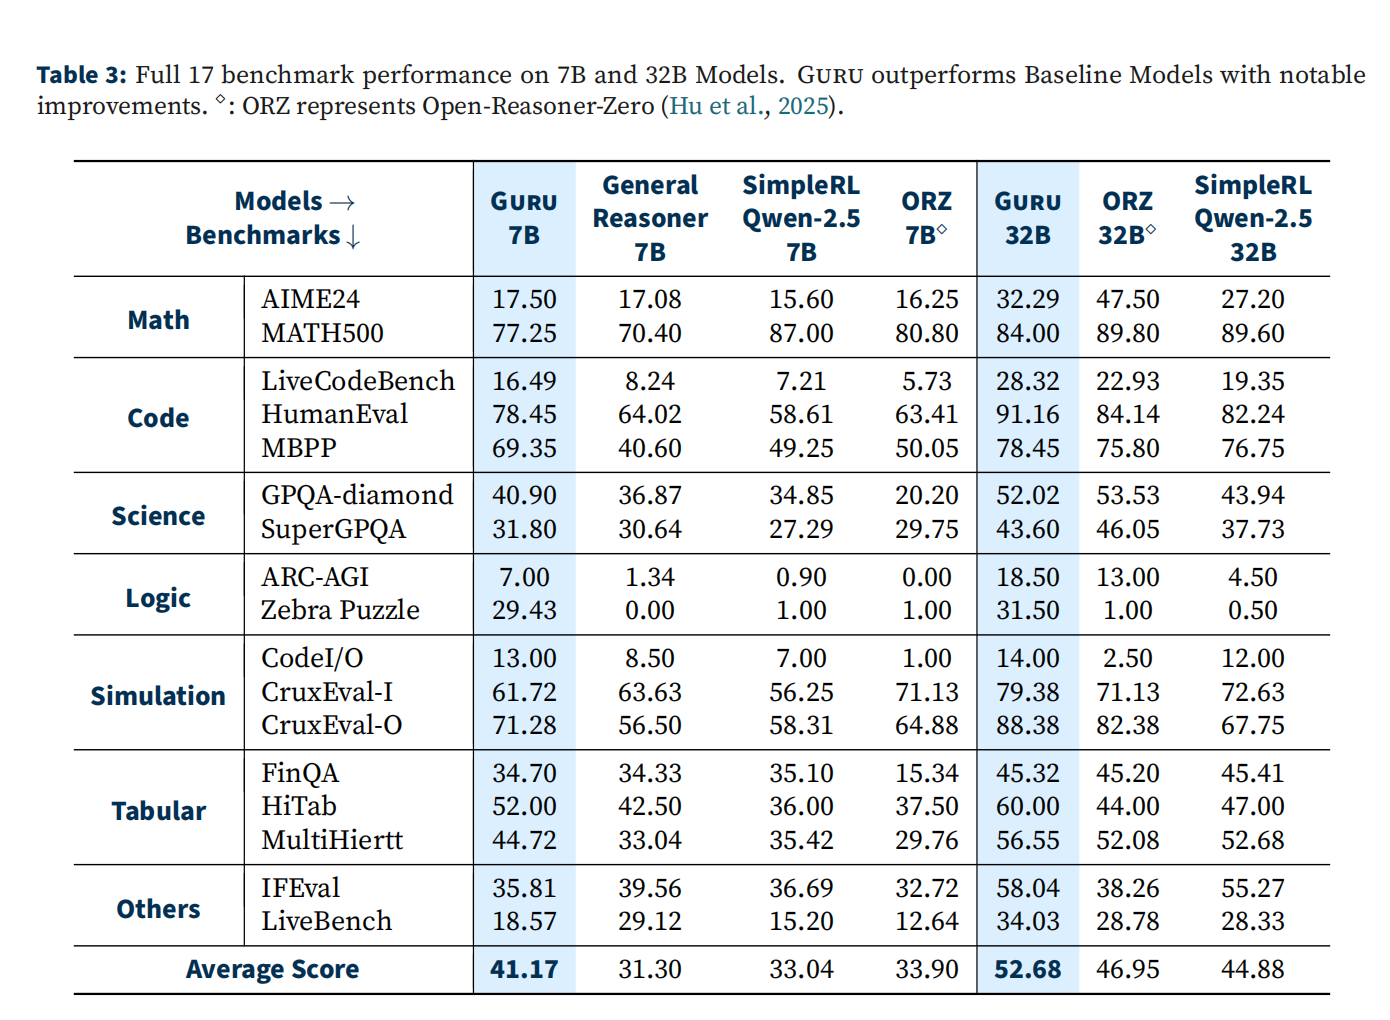 Table 3: Full 17 benchmark performance on 7B and 32B Models. GURU outperforms Baseline Models with notable
improvements. ◇: ORZ represents Open-Reasoner-Zero (Hu et al., 2025).
Models → Benchmarks ↓ GURU 7B General Reasoner 7B SimpleRL Qwen-2.5 7B ORZ 7B◇ GURU 32B ORZ 32B◇ SimpleRL Qwen-2.5 32B
Math
AIME24 17.50 17.08 15.60 16.25 32.29 47.50 27.20
MATH500 77.25 70.40 87.00 80.80 84.00 89.80 89.60
Code
LiveCodeBench 16.49 8.24 7.21 5.73 28.32 22.93 19.35
HumanEval 78.45 64.02 58.61 63.41 91.16 84.14 82.24
MBPP 69.35 40.60 49.25 50.05 78.45 75.80 76.75
Science
GPQA-diamond 40.90 36.87 34.85 20.20 52.02 53.53 43.94
SuperGPQA 31.80 30.64 27.29 29.75 43.60 46.05 37.73
Logic
ARC-AGI 7.00 1.34 0.90 0.00 18.50 13.00 4.50
Zebra Puzzle 29.43 0.00 1.00 1.00 31.50 1.00 0.50
Simulation
CodeI/O 13.00 8.50 7.00 1.00 14.00 2.50 12.00
CruxEval-I 61.72 63.63 56.25 71.13 79.38 71.13 72.63
CruxEval-O 71.28 56.50 58.31 64.88 88.38 82.38 67.75
Tabular
FinQA 34.70 34.33 35.10 15.34 45.32 45.20 45.41
HiTab 52.00 42.50 36.00 37.50 60.00 44.00 47.00
MultiHiertt 44.72 33.04 35.42 29.76 56.55 52.08 52.68
Others
IFEval 35.81 39.56 36.69 32.72 58.04 38.26 55.27
LiveBench 18.57 29.12 15.20 12.64 34.03 28.78 28.33
Average Score 41.17 31.30 33.04 33.90 52.68 46.95 44.88